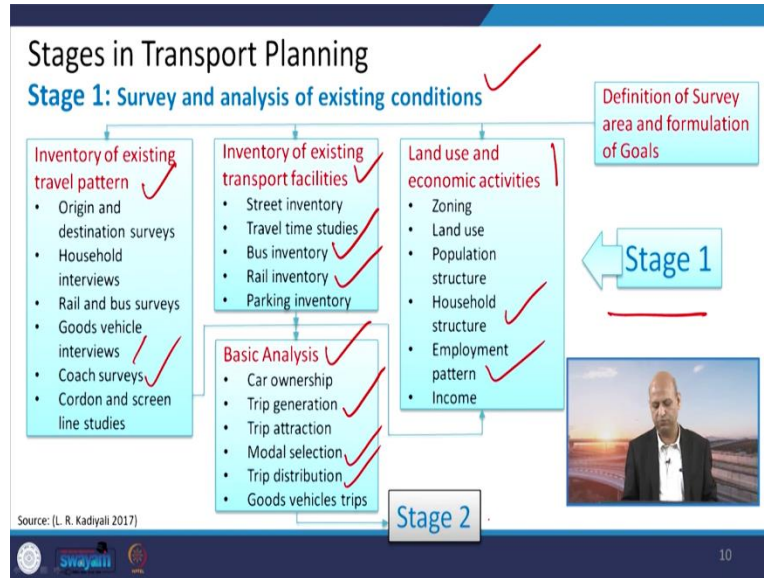 Stages in Transport Planning
Stage 1: Survey and analysis of existing conditions
Definition of Survey
area and formulation
of Goals
Inventory of existing
travel pattern
• Origin and
destination surveys
• Household
interviews
• Rail and bus surveys
• Goods vehicle
interviews
• Coach surveys
• Cordon and screen
line studies
Inventory of existing
transport facilities
• Street inventory
• Travel time studies
• Bus inventory
• Rail inventory
• Parking inventory
Basic Analysis
• Car ownership
• Trip generation
• Trip attraction
• Modal selection
• Trip distribution
• Goods vehicles trips
Land use and
economic activities
• Zoning
• Land use
• Population
structure
• Household
structure
• Employment
pattern
• Income
Stage 1
Stage 2
Source: (L. R. Kadiyali 2017)
swayam
10